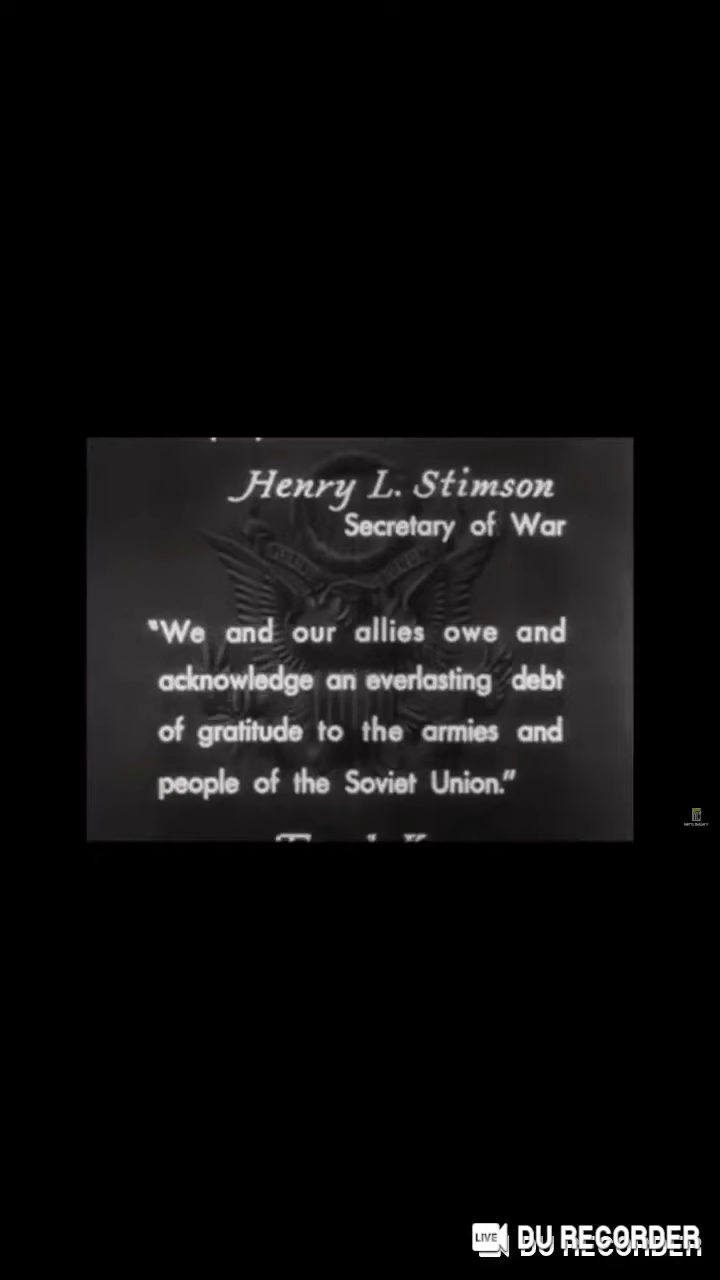 Henry L. Stimson
Secretary of War
"We and our allies owe and
acknowledge an everlasting debt
of gratitude to the armies and
people of the Soviet Union."
LIVE DU RECORDER